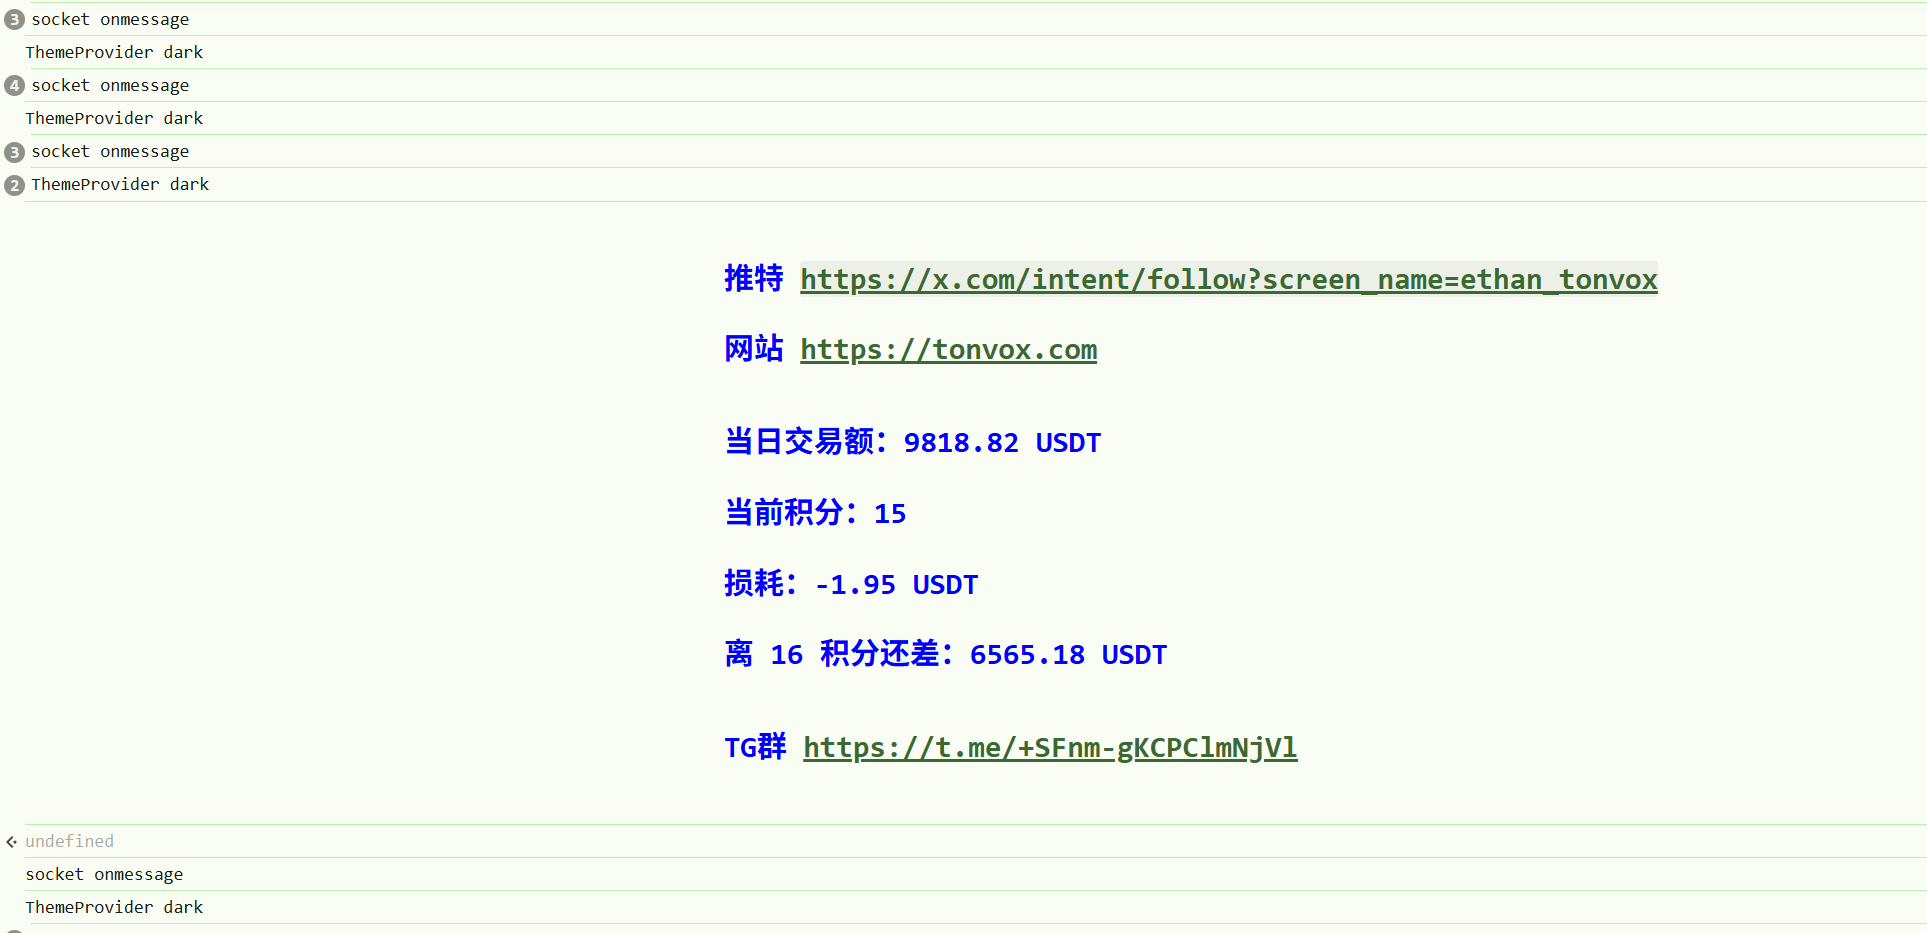 3 socket onmessage
ThemeProvider dark
4 socket onmessage
ThemeProvider dark
3 socket onmessage
2 ThemeProvider dark
推特 https://x.com/intent/follow?screen_name=ethan_tonvox
网站 https://tonvox.com
当日交易额：9818.82 USDT
当前积分：15
损耗：-1.95 USDT
离 16 积分还差：6565.18 USDT
TG群 https://t.me/+SFnm-gKCPClmNjVl
undefined
socket onmessage
ThemeProvider dark